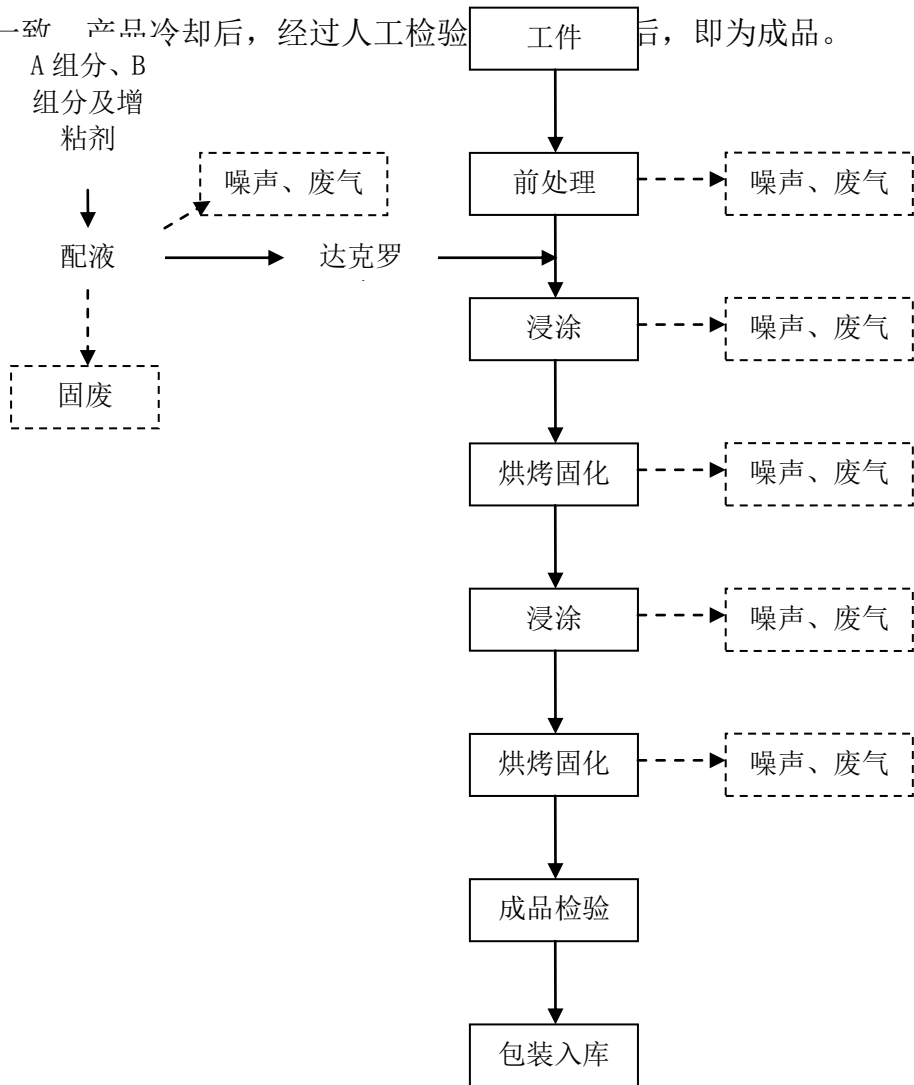 一致 产品冷却后，经过人工检验
后，即为成品。
工件
A 组分、B
组分及增
粘剂
噪声、废气
前处理
噪声、废气
配液
达克罗
浸涂
噪声、废气
固废
烘烤固化
噪声、废气
浸涂
噪声、废气
烘烤固化
噪声、废气
成品检验
包装入库